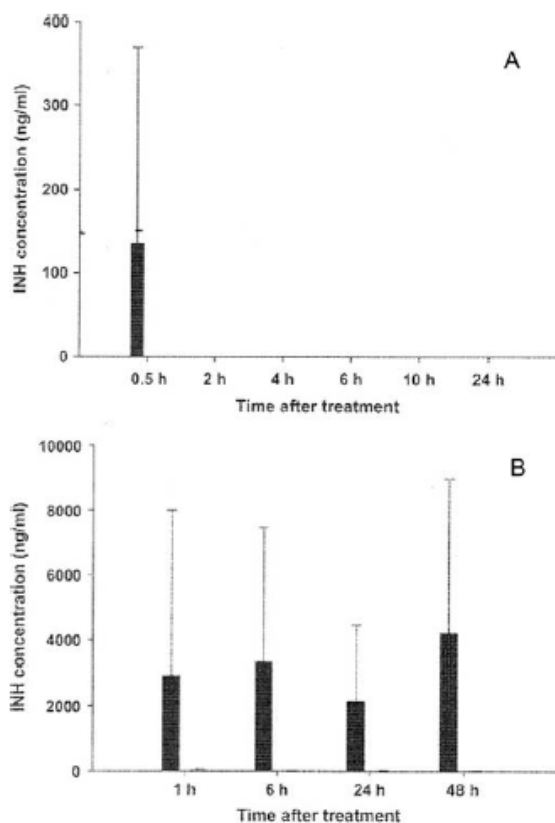 A
INH concentration (ng/ml)
400
300
200
100
0
0.5 h 2 h 4 h 6 h 10 h 24 h
Time after treatment
B
INH concentration (ng/ml)
10000
8000
6000
4000
2000
0
1 h 6 h 24 h 48 h
Time after treatment